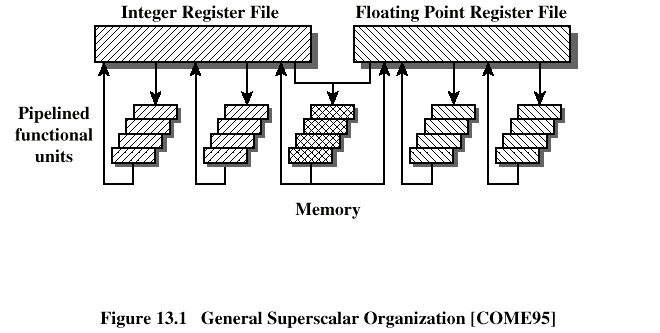 Integer Register File
Floating Point Register File
Pipelined
functional
units
Memory
Figure 13.1 General Superscalar Organization [COME95]